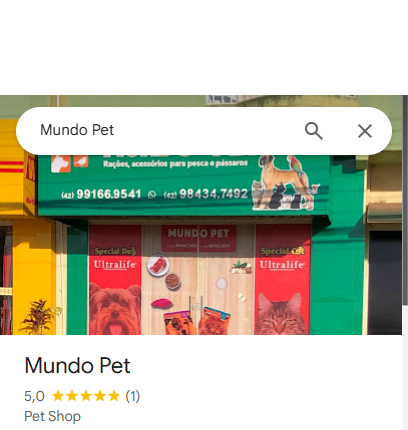 Mundo Pet
Rações, acessórios para pesca e pássaros
(42) 99166.9541 (42) 98434.7492
MUNDO PET
Special Dog
Ultralife
Special Cat
Ultralife
Mundo Pet
5,0 (1)
Pet Shop